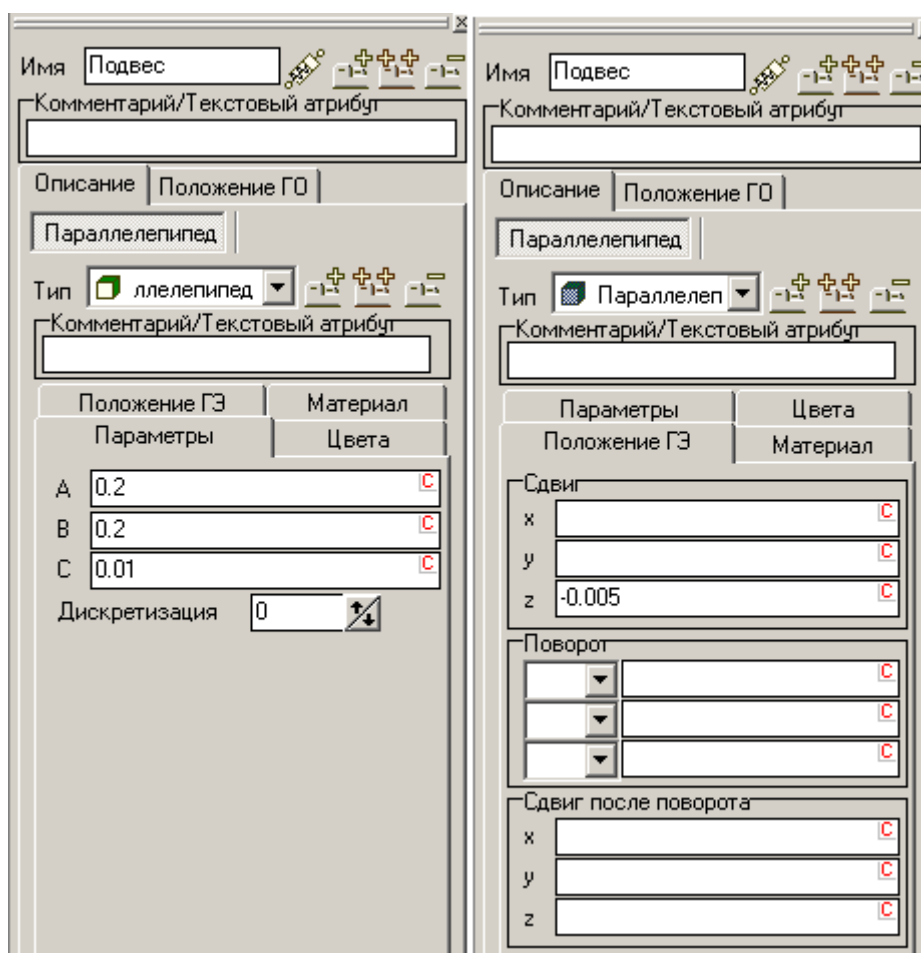 Имя Подвес
Комментарий/Текстовый атрибут
Описание Положение ГО
Параллелепипед
Тип ллелепипед
Комментарий/Текстовый атрибут
Положение ГЭ Материал
Параметры Цвета
A 0.2 C
B 0.2 C
C 0.01 C
Дискретизация 0
Имя Подвес
Комментарий/Текстовый атрибут
Описание Положение ГО
Параллелепипед
Тип Параллелеп
Комментарий/Текстовый атрибут
Параметры Цвета
Положение ГЭ Материал
Сдвиг
x C
y C
z -0.005 C
Поворот
C
C
C
Сдвиг после поворота
x C
y C
z C